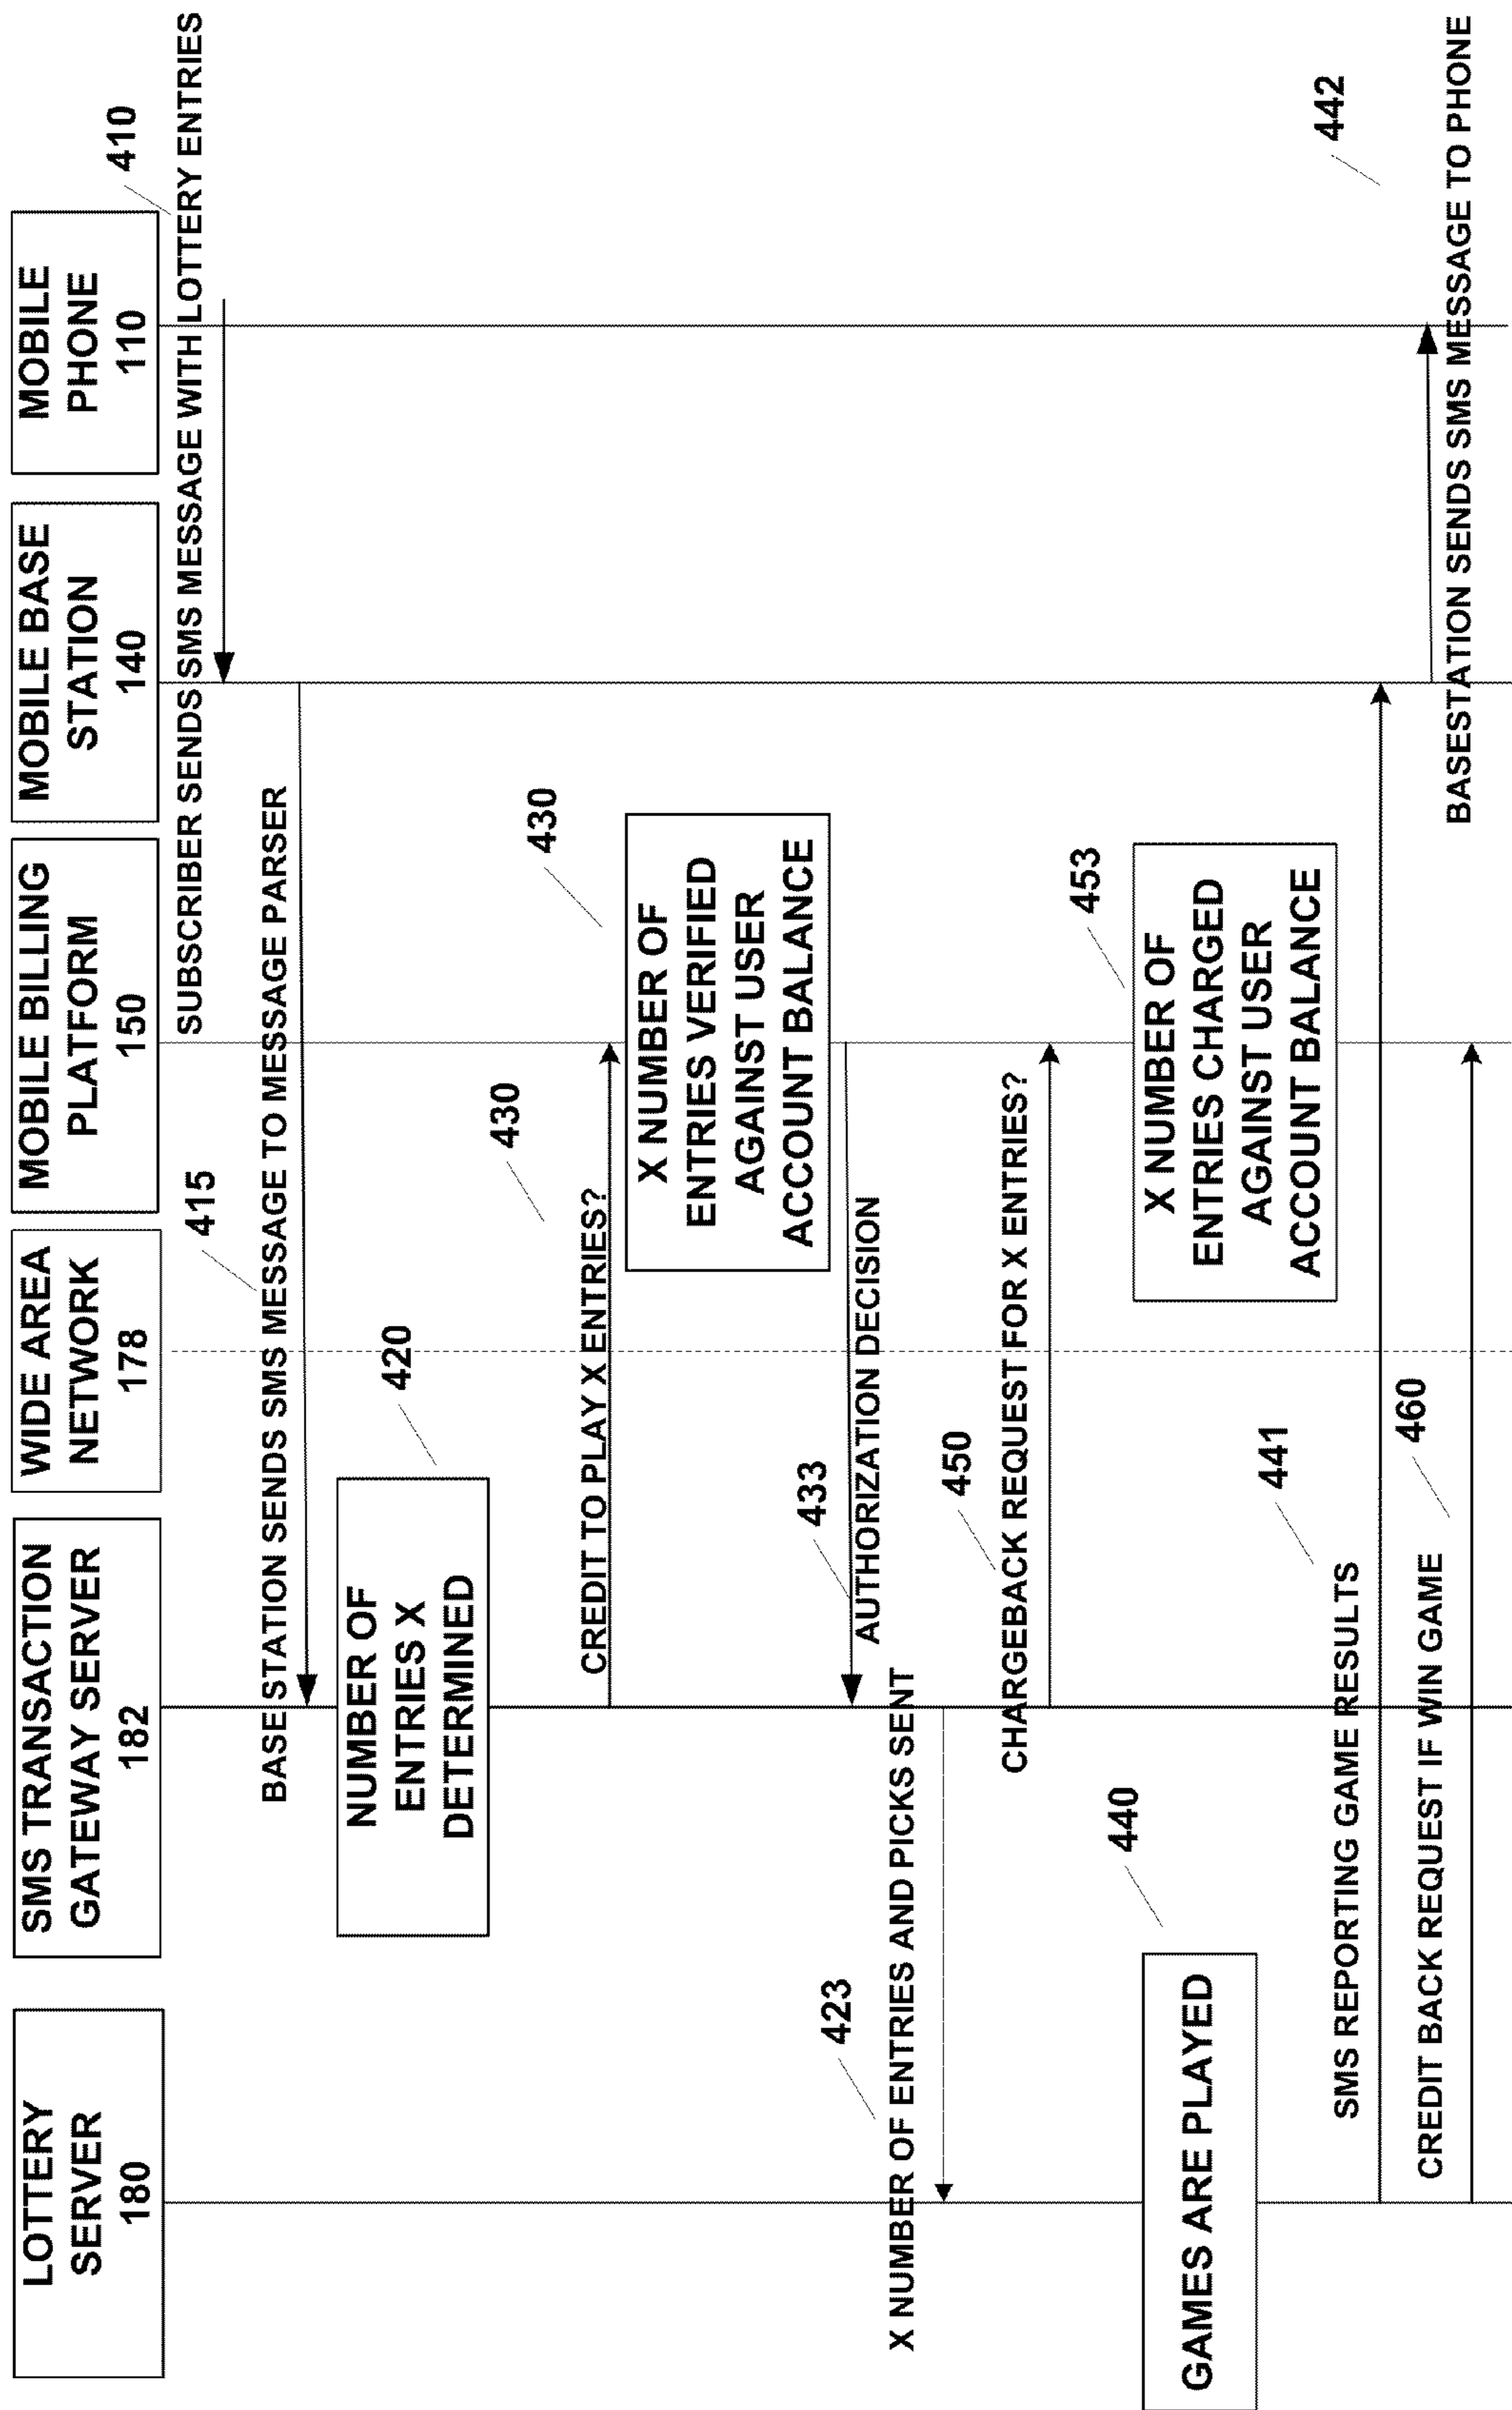 LOTTERY
SERVER
180
SMS TRANSACTION
GATEWAY SERVER
182
WIDE AREA
NETWORK
178
MOBILE BILLING
PLATFORM
150
MOBILE BASE
STATION
140
MOBILE
PHONE
110
410
SUBSCRIBER SENDS SMS MESSAGE WITH LOTTERY ENTRIES
415
BASE STATION SENDS SMS MESSAGE TO MESSAGE PARSER
420
NUMBER OF
ENTRIES X
DETERMINED
430
CREDIT TO PLAY X ENTRIES?
430
X NUMBER OF
ENTRIES VERIFIED
AGAINST USER
ACCOUNT BALANCE
433
AUTHORIZATION DECISION
423
X NUMBER OF ENTRIES AND PICKS SENT
450
CHARGEBACK REQUEST FOR X ENTRIES?
453
X NUMBER OF
ENTRIES CHARGED
AGAINST USER
ACCOUNT BALANCE
440
GAMES ARE PLAYED
441
SMS REPORTING GAME RESULTS
442
BASESTATION SENDS SMS MESSAGE TO PHONE
460
CREDIT BACK REQUEST IF WIN GAME